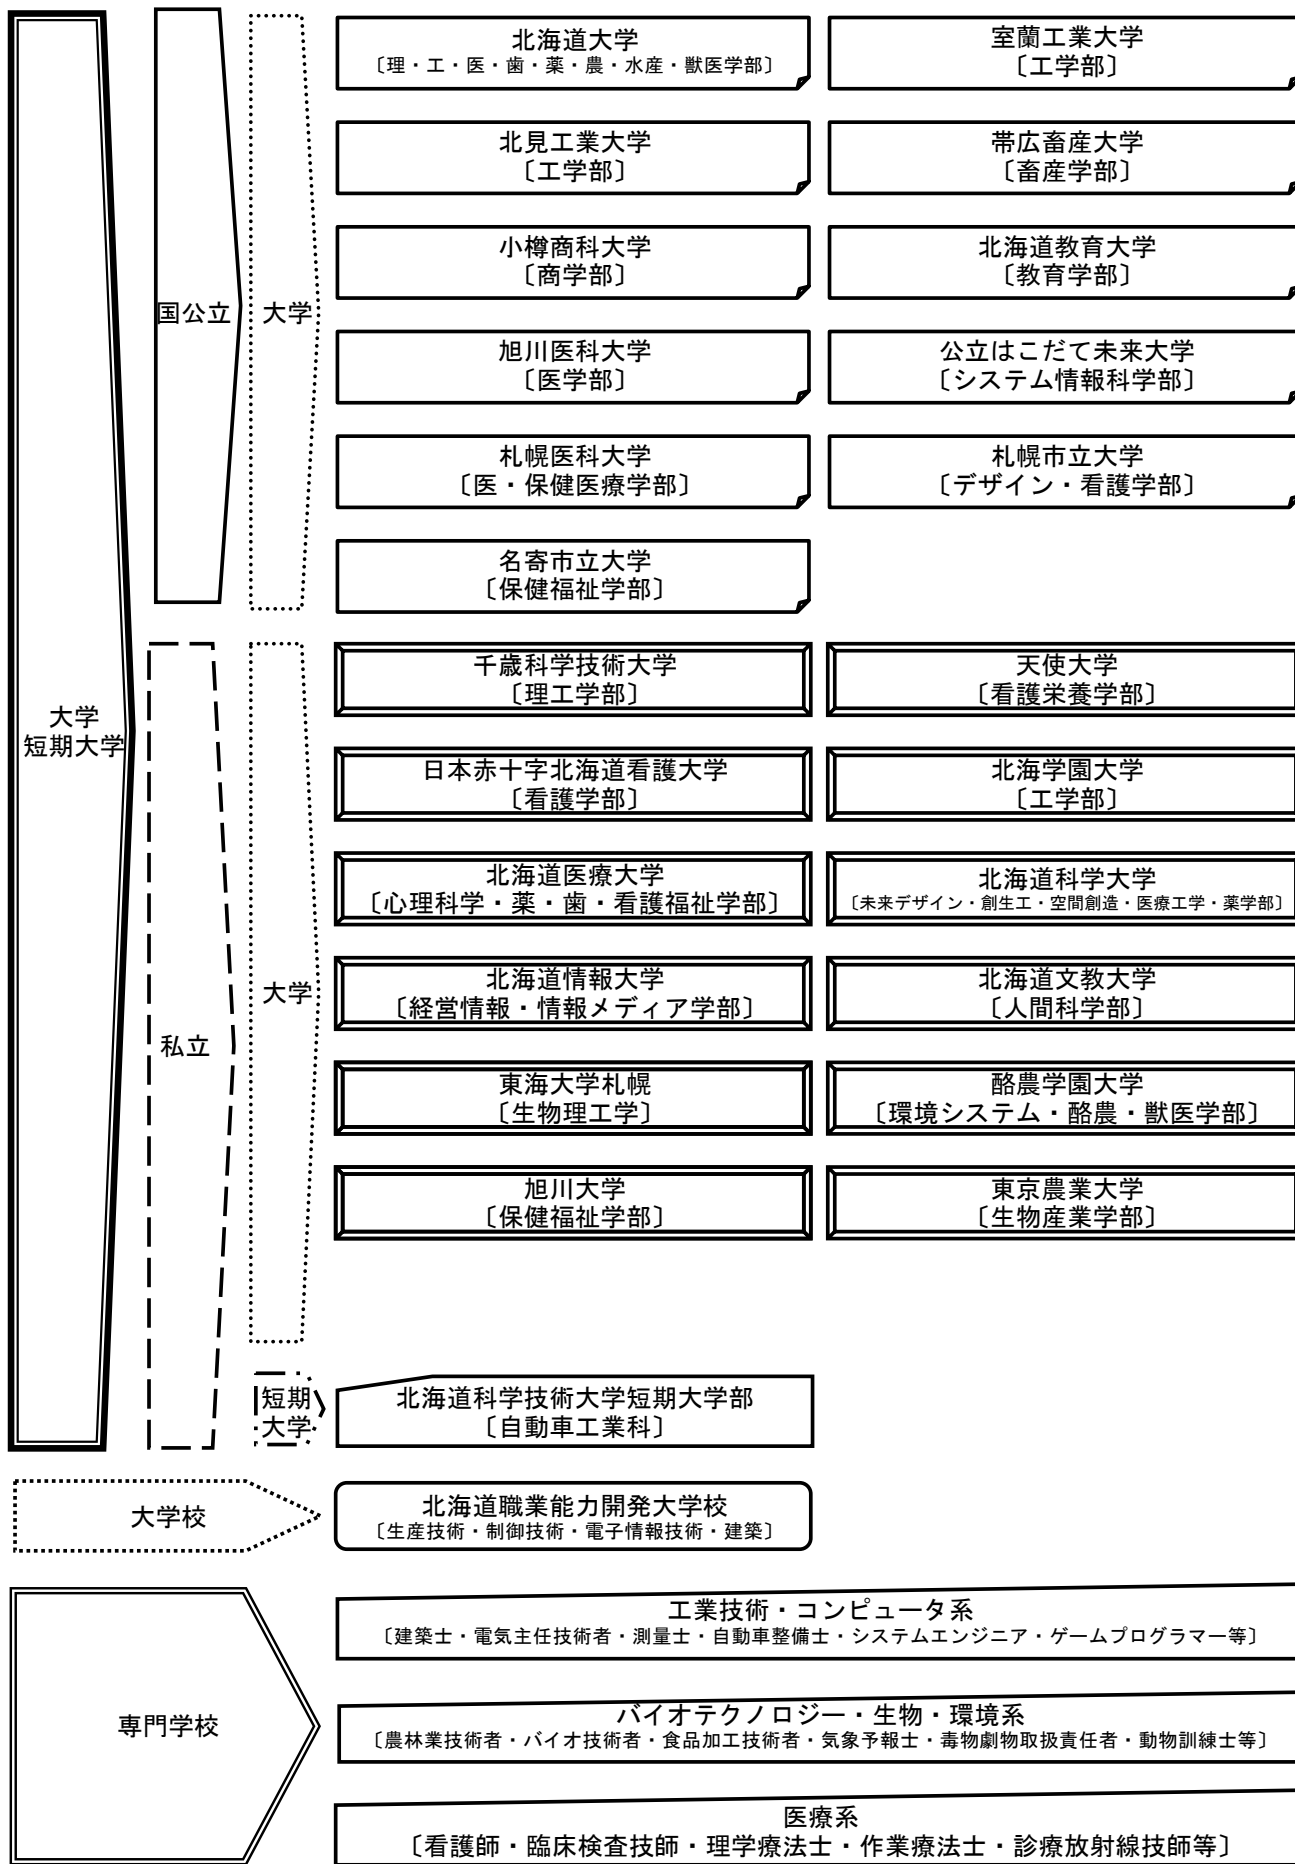 大学
短期大学
国公立
大学
北海道大学
〔理・工・医・歯・薬・農・水産・獣医学部〕
室蘭工業大学
〔工学部〕
北見工業大学
〔工学部〕
帯広畜産大学
〔畜産学部〕
小樽商科大学
〔商学部〕
北海道教育大学
〔教育学部〕
旭川医科大学
〔医学部〕
公立はこだて未来大学
〔システム情報科学部〕
札幌医科大学
〔医・保健医療学部〕
札幌市立大学
〔デザイン・看護学部〕
名寄市立大学
〔保健福祉学部〕
私立
大学
千歳科学技術大学
〔理工学部〕
天使大学
〔看護栄養学部〕
日本赤十字北海道看護大学
〔看護学部〕
北海学園大学
〔工学部〕
北海道医療大学
〔心理科学・薬・歯・看護福祉学部〕
北海道科学大学
〔未来デザイン・創生工・空間創造・医療工学・薬学部〕
北海道情報大学
〔経営情報・情報メディア学部〕
北海道文教大学
〔人間科学部〕
東海大学札幌
〔生物理工学〕
酪農学園大学
〔環境システム・酪農・獣医学部〕
旭川大学
〔保健福祉学部〕
東京農業大学
〔生物産業学部〕
短期
大学
北海道科学技術大学短期大学部
〔自動車工業科〕
大学校
北海道職業能力開発大学校
〔生産技術・制御技術・電子情報技術・建築〕
専門学校
工業技術・コンピュータ系
〔建築士・電気主任技術者・測量士・自動車整備士・システムエンジニア・ゲームプログラマー等〕
バイオテクノロジー・生物・環境系
〔農林業技術者・バイオ技術者・食品加工技術者・気象予報士・毒物劇物取扱責任者・動物訓練士等〕
医療系
〔看護師・臨床検査技師・理学療法士・作業療法士・診療放射線技師等〕